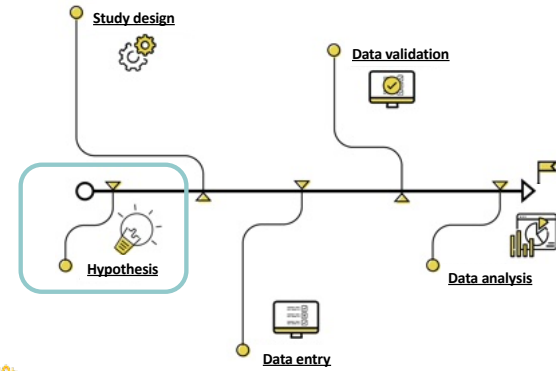 Study design
Data validation
Hypothesis
Data analysis
Data entry